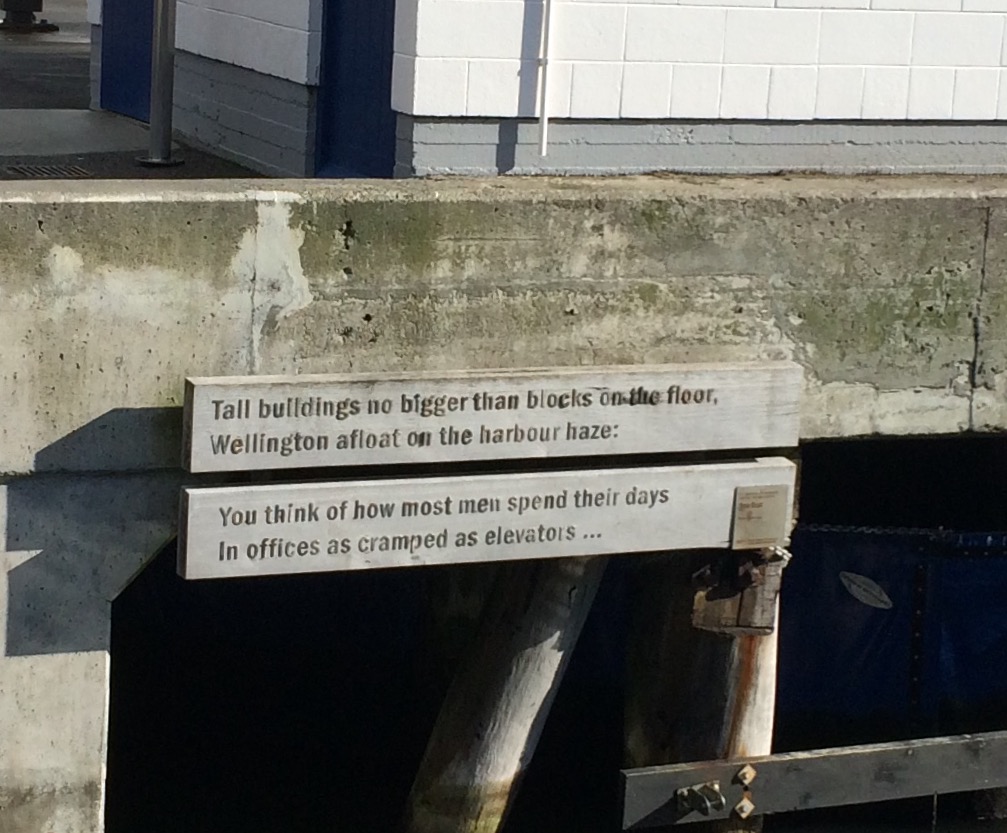 Tall buildings no bigger than blocks on the floor,
Wellington afloat on the harbour haze:
You think of how most men spend their days
In offices as cramped as elevators ...